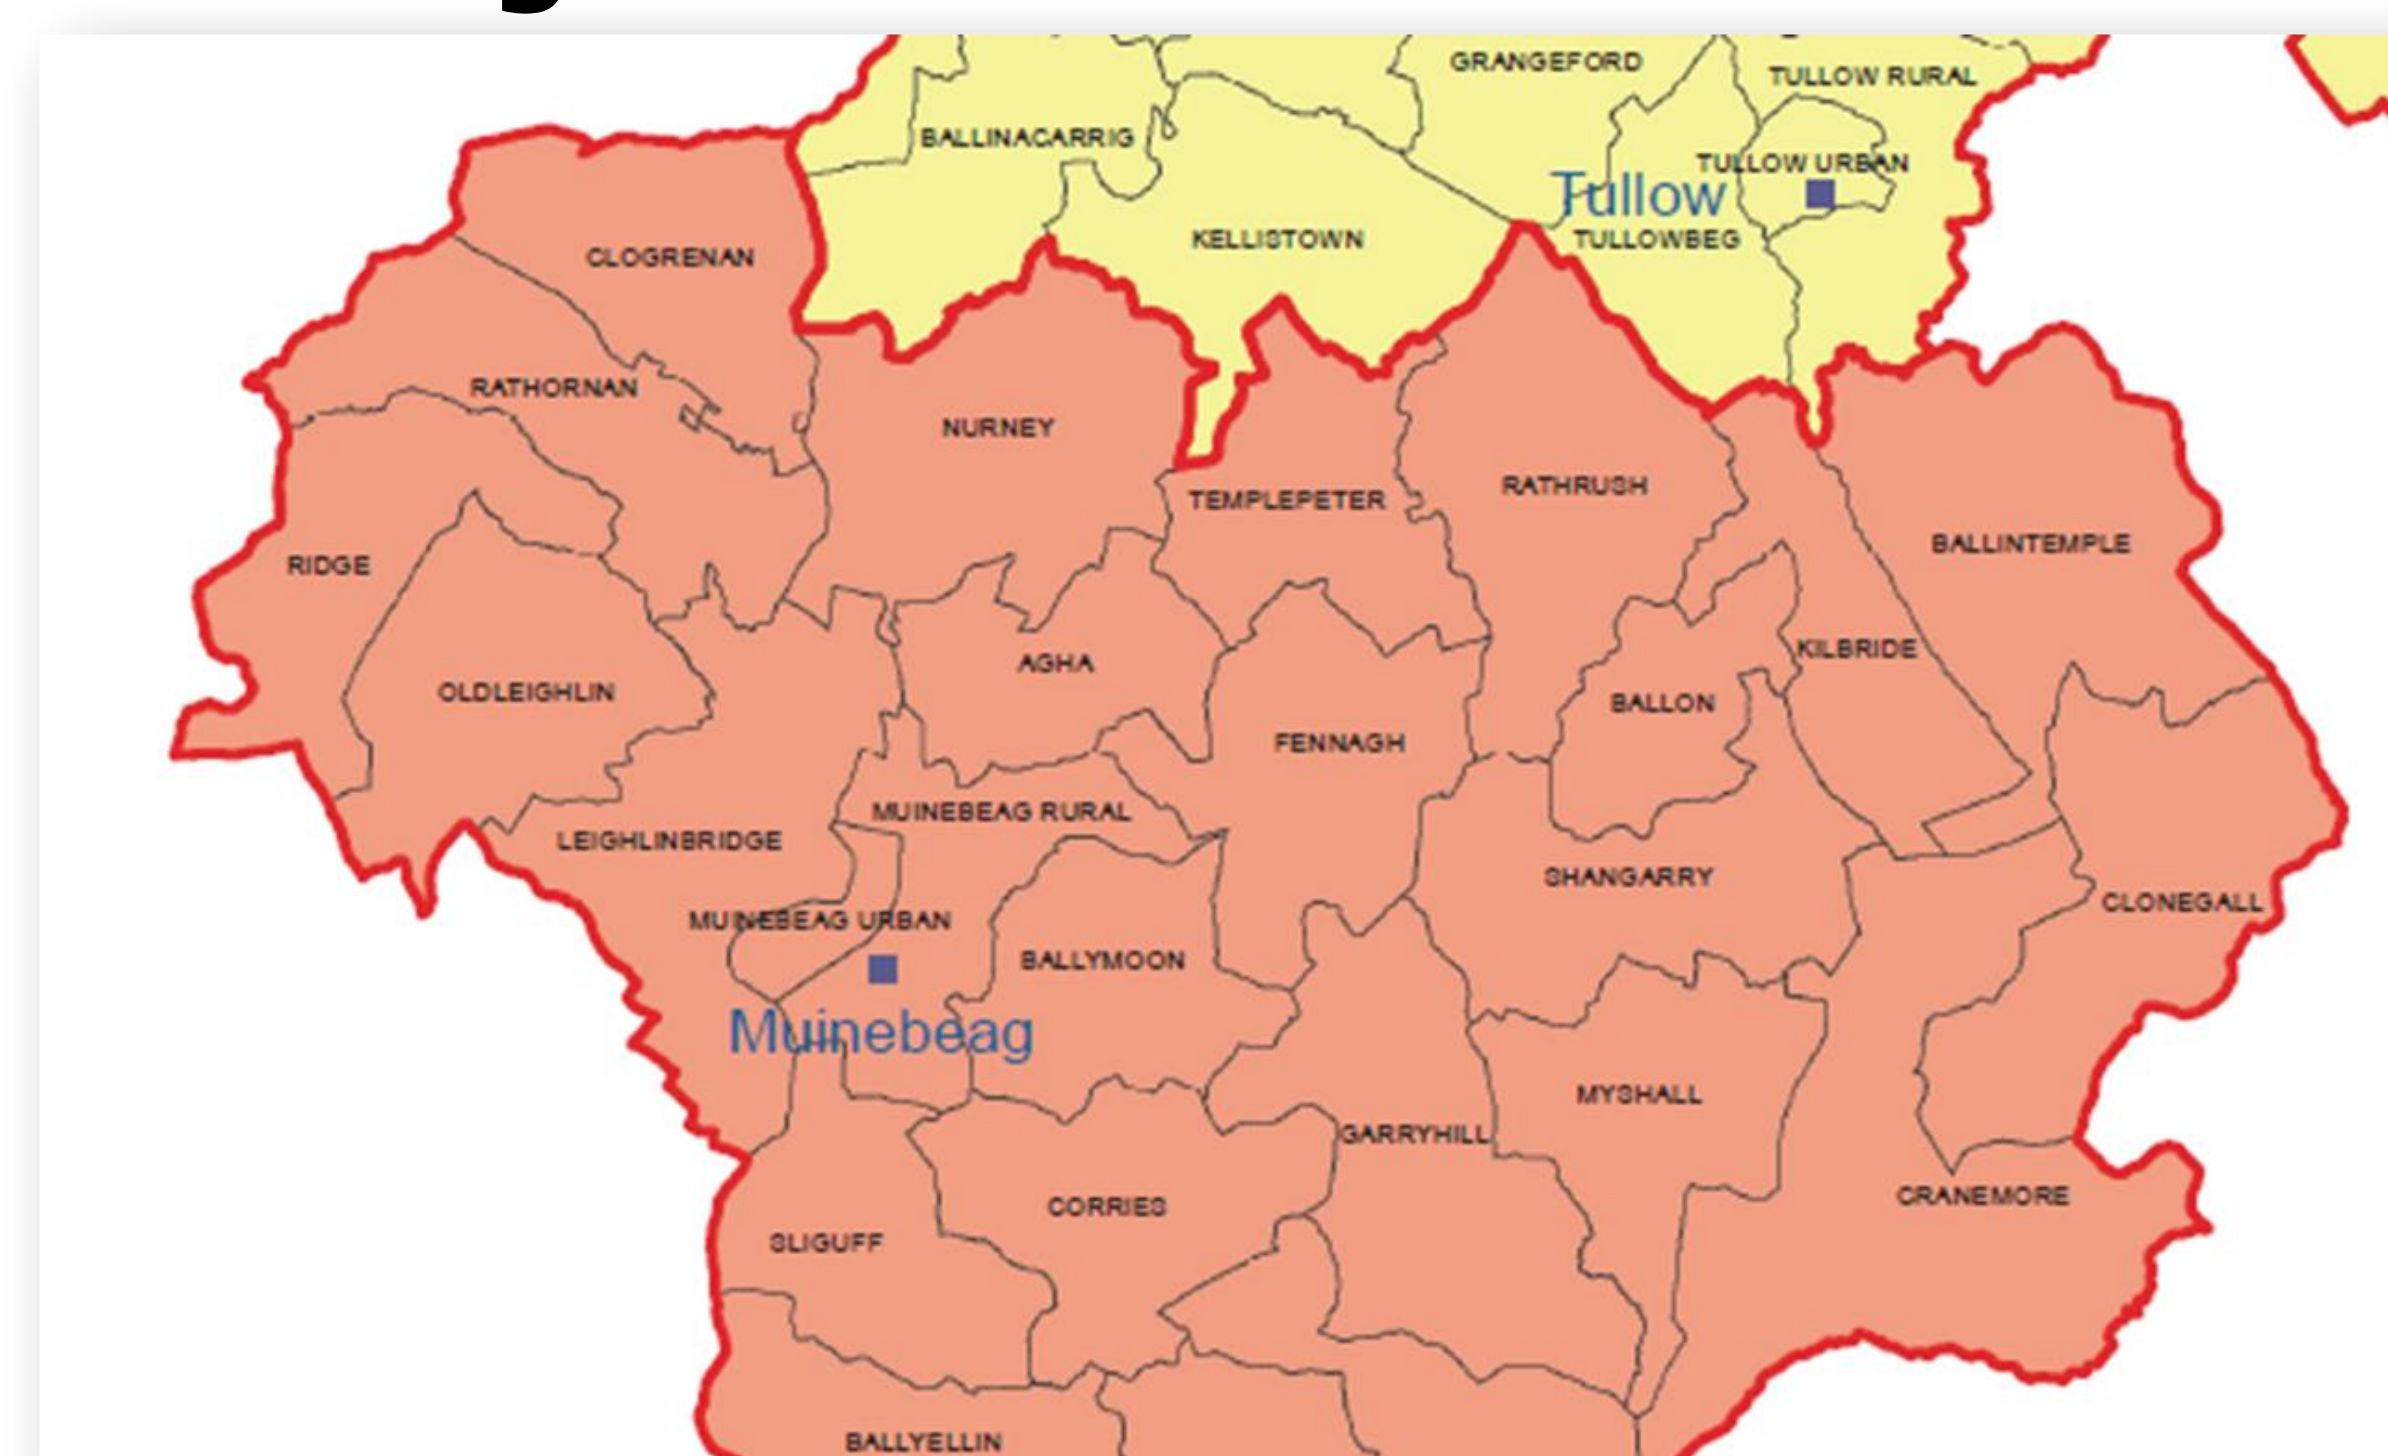 GRANGEFORD
TULLOW RURAL
BALLINACARRIG
TULLOW URBAN
Tullow
KELLISTOWN
TULLOWBEG
CLOGRENAN
RATHORNAN
NURNEY
TEMPLEPETER
RATHRUSH
BALLINTEMPLE
RIDGE
KILBRIDE
AGHA
OLDLEIGHLIN
BALLON
FENNAGH
MUINEBEAG RURAL
LEIGHLINBRIDGE
SHANGARRY
CLONEGALL
MUINEBEAG URBAN
BALLYMOON
Muinebeag
MYSHALL
GARRYHILL
CRANEMORE
CORRIES
SLIGUFF
BALLYELLIN